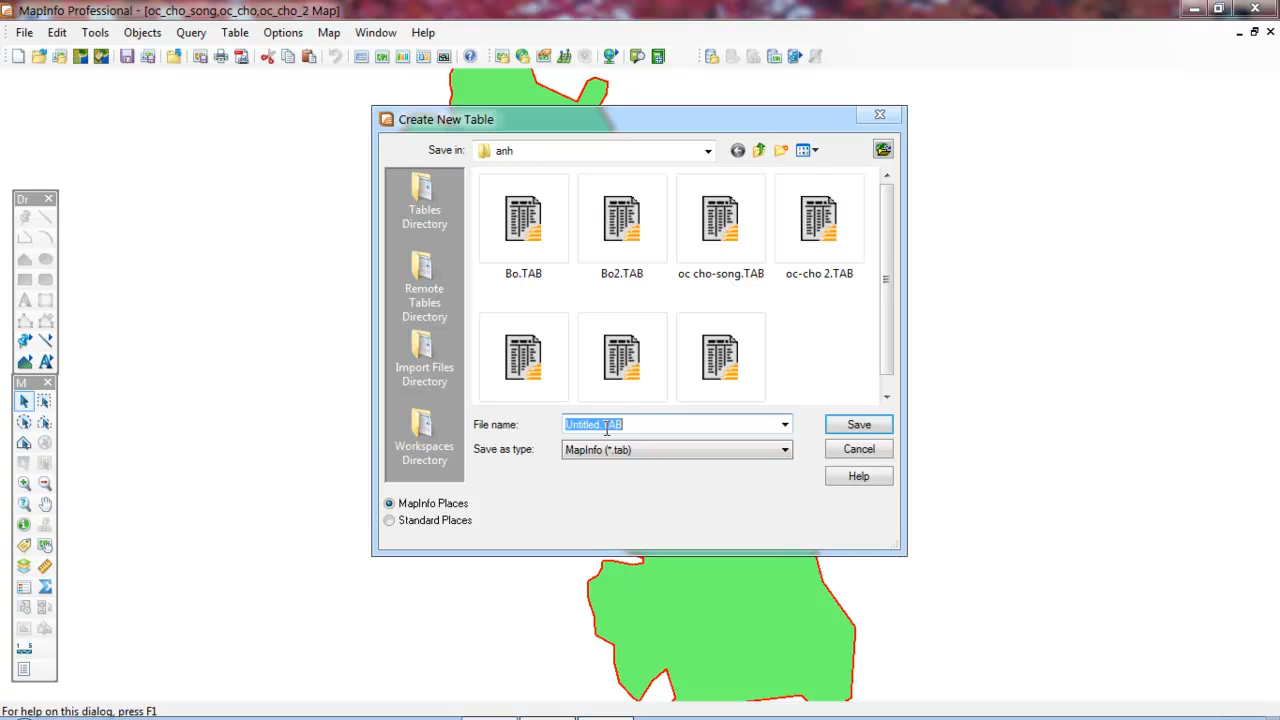 MapInfo Professional - [oc_cho_song,oc_cho,oc_cho_2 Map]
File Edit Tools Objects Query Table Options Map Window Help
Create New Table
Save in: anh
Tables Directory
Remote Tables Directory
Import Files Directory
Workspaces Directory
Bo.TAB Bo2.TAB oc cho-song.TAB oc-cho 2.TAB
File name: Untitled.TAB Save
Save as type: MapInfo (*.tab) Cancel
Help
MapInfo Places
Standard Places
Dr
M
For help on this dialog, press F1